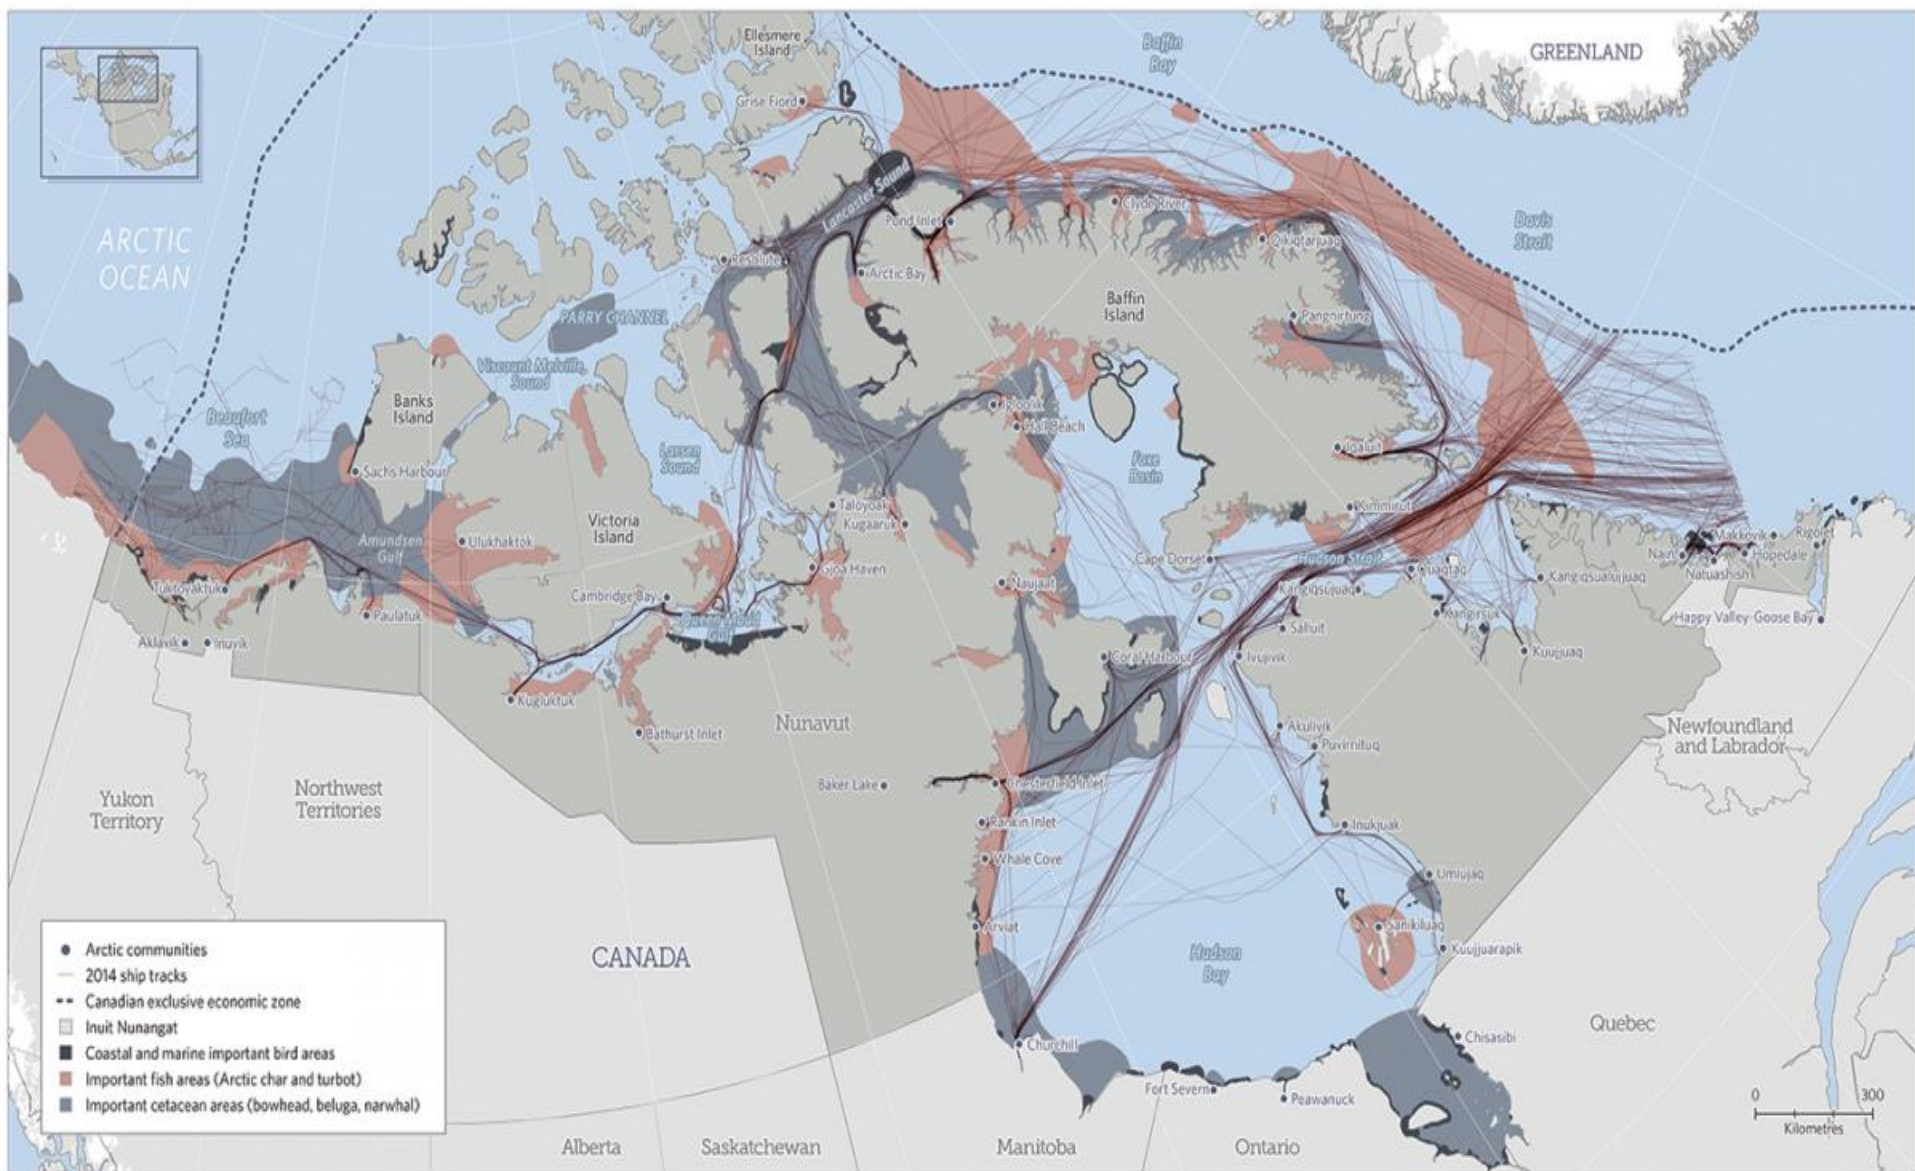 Ellesmere
Island
Baffin
Bay
GREENLAND
Grise Fiord
ARCTIC
OCEAN
Lancaster Sound
Pond Inlet
Clyde River
Davis
Strait
Resolute
Arctic Bay
Qikiqtarjuaq
Baffin
Island
PARRY CHANNEL
Pangnirtung
Viscount Melville
Sound
Banks
Island
Beaufort
Sea
Igloolik
Hall Beach
Iqaluit
Sachs Harbour
Larsen
Sound
Foxe
Basin
Taloyoak
Kugaaruk
Kimmirut
Victoria
Island
Amundsen
Gulf
Ulukhaktok
Cape Dorset
Hudson Strait
Makkovik
Rigolet
Nain
Hopedale
Natuashish
Gjoa Haven
Quaqtaq
Kangiqsualujjuaq
Tuktoyaktuk
Cambridge Bay
Naujaat
Kangiqsujuaq
Paulatuk
Queen Maud
Gulf
Kangirsuk
Happy Valley-Goose Bay
Aklavik
Inuvik
Salluit
Coral Harbour
Ivujivik
Kuujjuaq
Kugluktuk
Nunavut
Bathurst Inlet
Akulivik
Puvirnituq
Newfoundland
and Labrador
Baker Lake
Chesterfield Inlet
Yukon
Territory
Northwest
Territories
Rankin Inlet
Inukjuak
Whale Cove
Umiujaq
Arviat
Sanikiluaq
CANADA
Hudson
Bay
Kuujjuarapik
Quebec
Churchill
Chisasibi
Fort Severn
Peawanuck
Alberta
Saskatchewan
Manitoba
Ontario
Arctic communities
2014 ship tracks
Canadian exclusive economic zone
Inuit Nunangat
Coastal and marine important bird areas
Important fish areas (Arctic char and turbot)
Important cetacean areas (bowhead, beluga, narwhal)
0 300
Kilometres